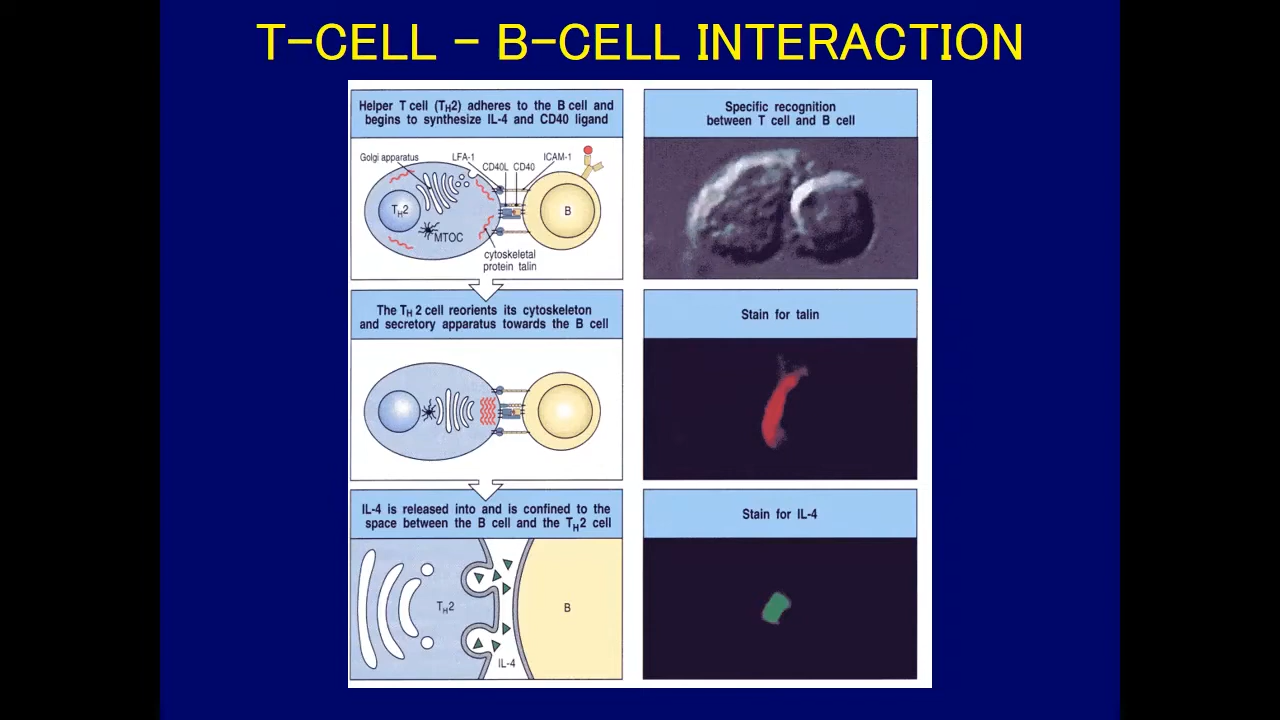 T-CELL - B-CELL INTERACTION
Helper T cell (TH2) adheres to the B cell and
begins to synthesize IL-4 and CD40 ligand
Golgi apparatus
LFA-1
CD40L
CD40
ICAM-1
TH2
MTOC
B
cytoskeletal
protein talin
Specific recognition
between T cell and B cell
The TH2 cell reorients its cytoskeleton
and secretory apparatus towards the B cell
Stain for talin
IL-4 is released into and is confined to the
space between the B cell and the TH2 cell
TH2
B
IL-4
Stain for IL-4